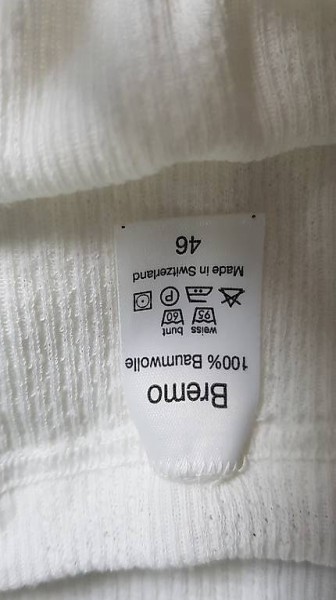 Bremo
100% Baumwolle
weiss bunt
95 60
P
Made in Switzerland
46